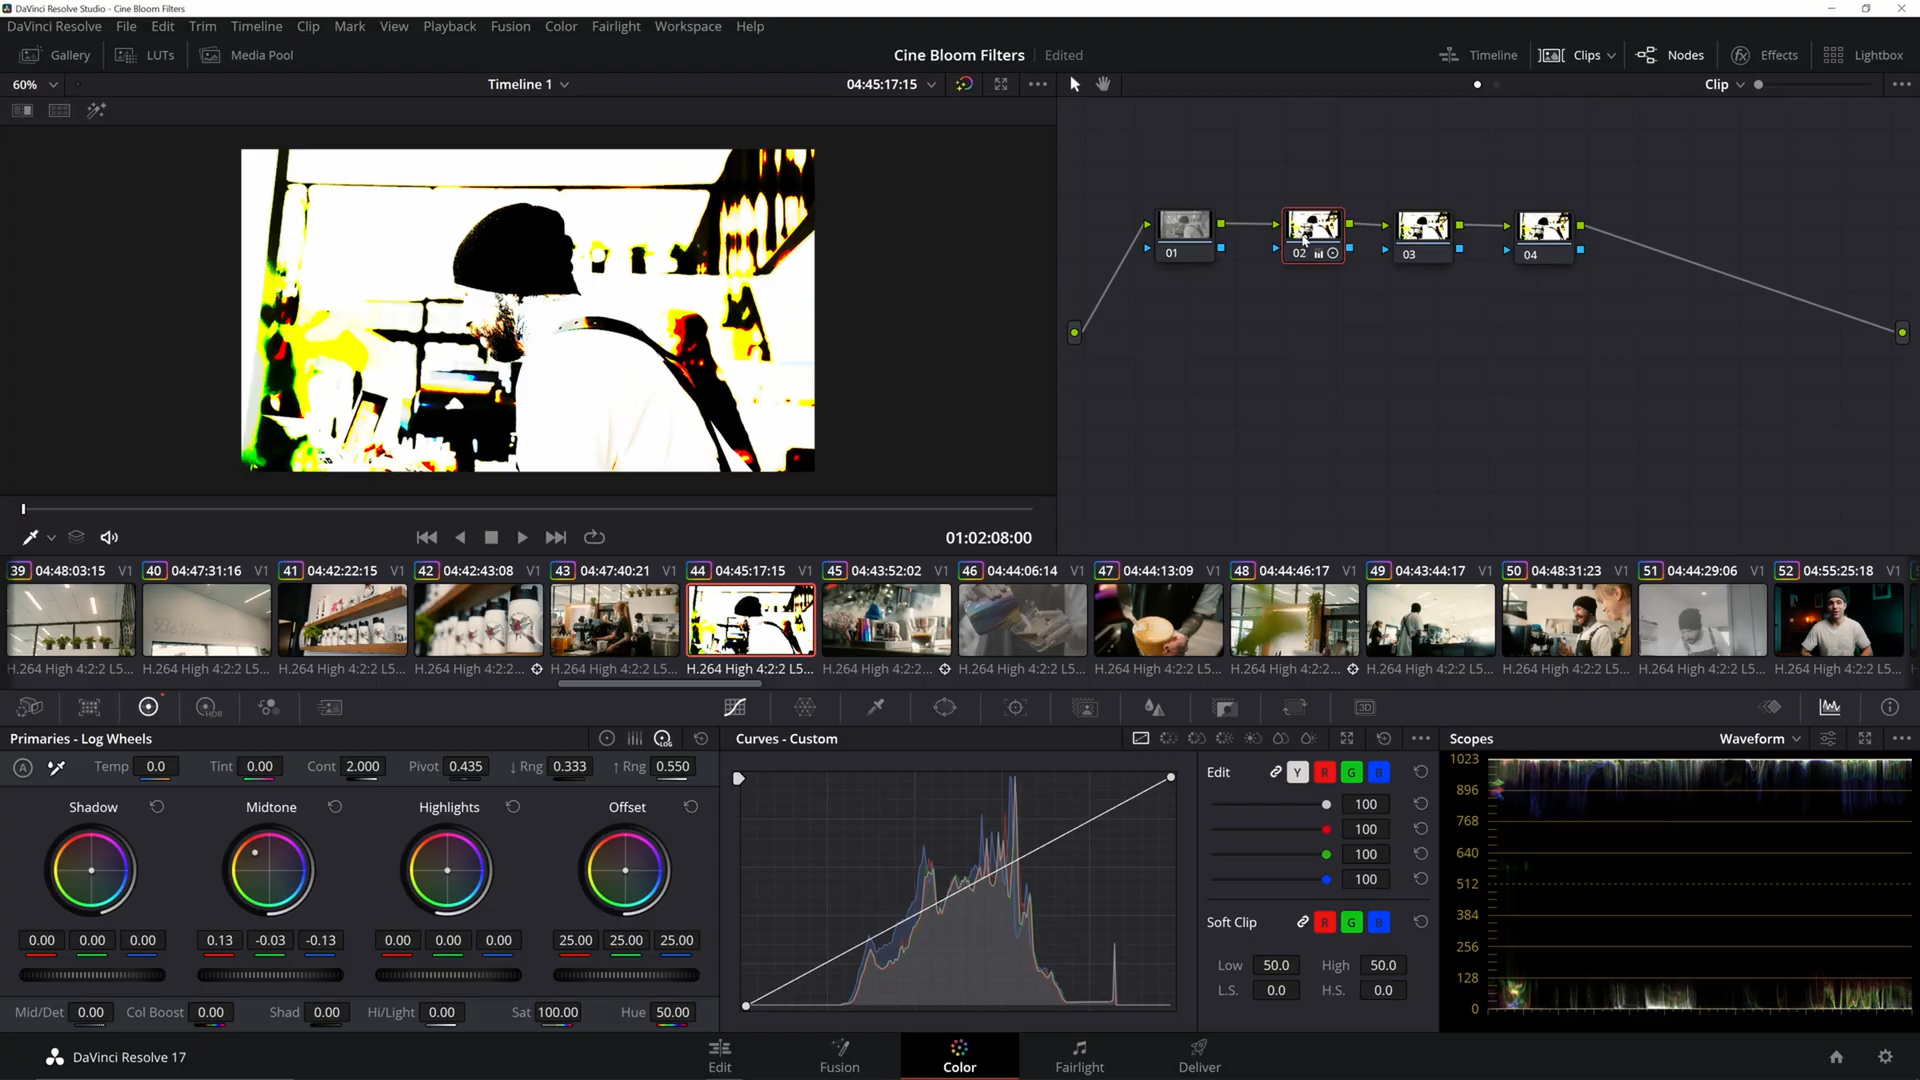 DaVinci Resolve Studio - Cine Bloom Filters
DaVinci Resolve File Edit Trim Timeline Clip Mark View Playback Fusion Color Fairlight Workspace Help
Gallery LUTs Media Pool Cine Bloom Filters Edited Timeline Clips Nodes Effects Lightbox
60% Timeline 1 04:45:17:15 Clip
01 02 03 04
01:02:08:00
39 04:48:03:15 V1 40 04:47:31:16 V1 41 04:42:22:15 V1 42 04:42:43:08 V1 43 04:47:40:21 V1 44 04:45:17:15 V1 45 04:43:52:02 V1 46 04:44:06:14 V1 47 04:44:13:09 V1 48 04:44:46:17 V1 49 04:43:44:17 V1 50 04:48:31:23 V1 51 04:44:29:06 V1 52 04:55:25:18 V1
H.264 High 4:2:2 L5... H.264 High 4:2:2 L5... H.264 High 4:2:2 L5... H.264 High 4:2:2... H.264 High 4:2:2 L5... H.264 High 4:2:2 L5... H.264 High 4:2:2... H.264 High 4:2:2 L5... H.264 High 4:2:2 L5... H.264 High 4:2:2... H.264 High 4:2:2 L5... H.264 High 4:2:2 L5... H.264 High 4:2:2 L5... H.264 High 4:2:2 L5...
HDR 3D
Primaries - Log Wheels LOG Curves - Custom Scopes Waveform
A Temp 0.0 Tint 0.00 Cont 2.000 Pivot 0.435 ↓ Rng 0.333 ↑ Rng 0.550 Edit Y R G B
Shadow Midtone Highlights Offset
100
100
100
100
Soft Clip R G B
0.00 0.00 0.00 0.13 -0.03 -0.13 0.00 0.00 0.00 25.00 25.00 25.00
Low 50.0 High 50.0
L.S. 0.0 H.S. 0.0
Mid/Det 0.00 Col Boost 0.00 Shad 0.00 Hi/Light 0.00 Sat 100.00 Hue 50.00
1023
896
768
640
512
384
256
128
0
DaVinci Resolve 17 Edit Fusion Color Fairlight Deliver